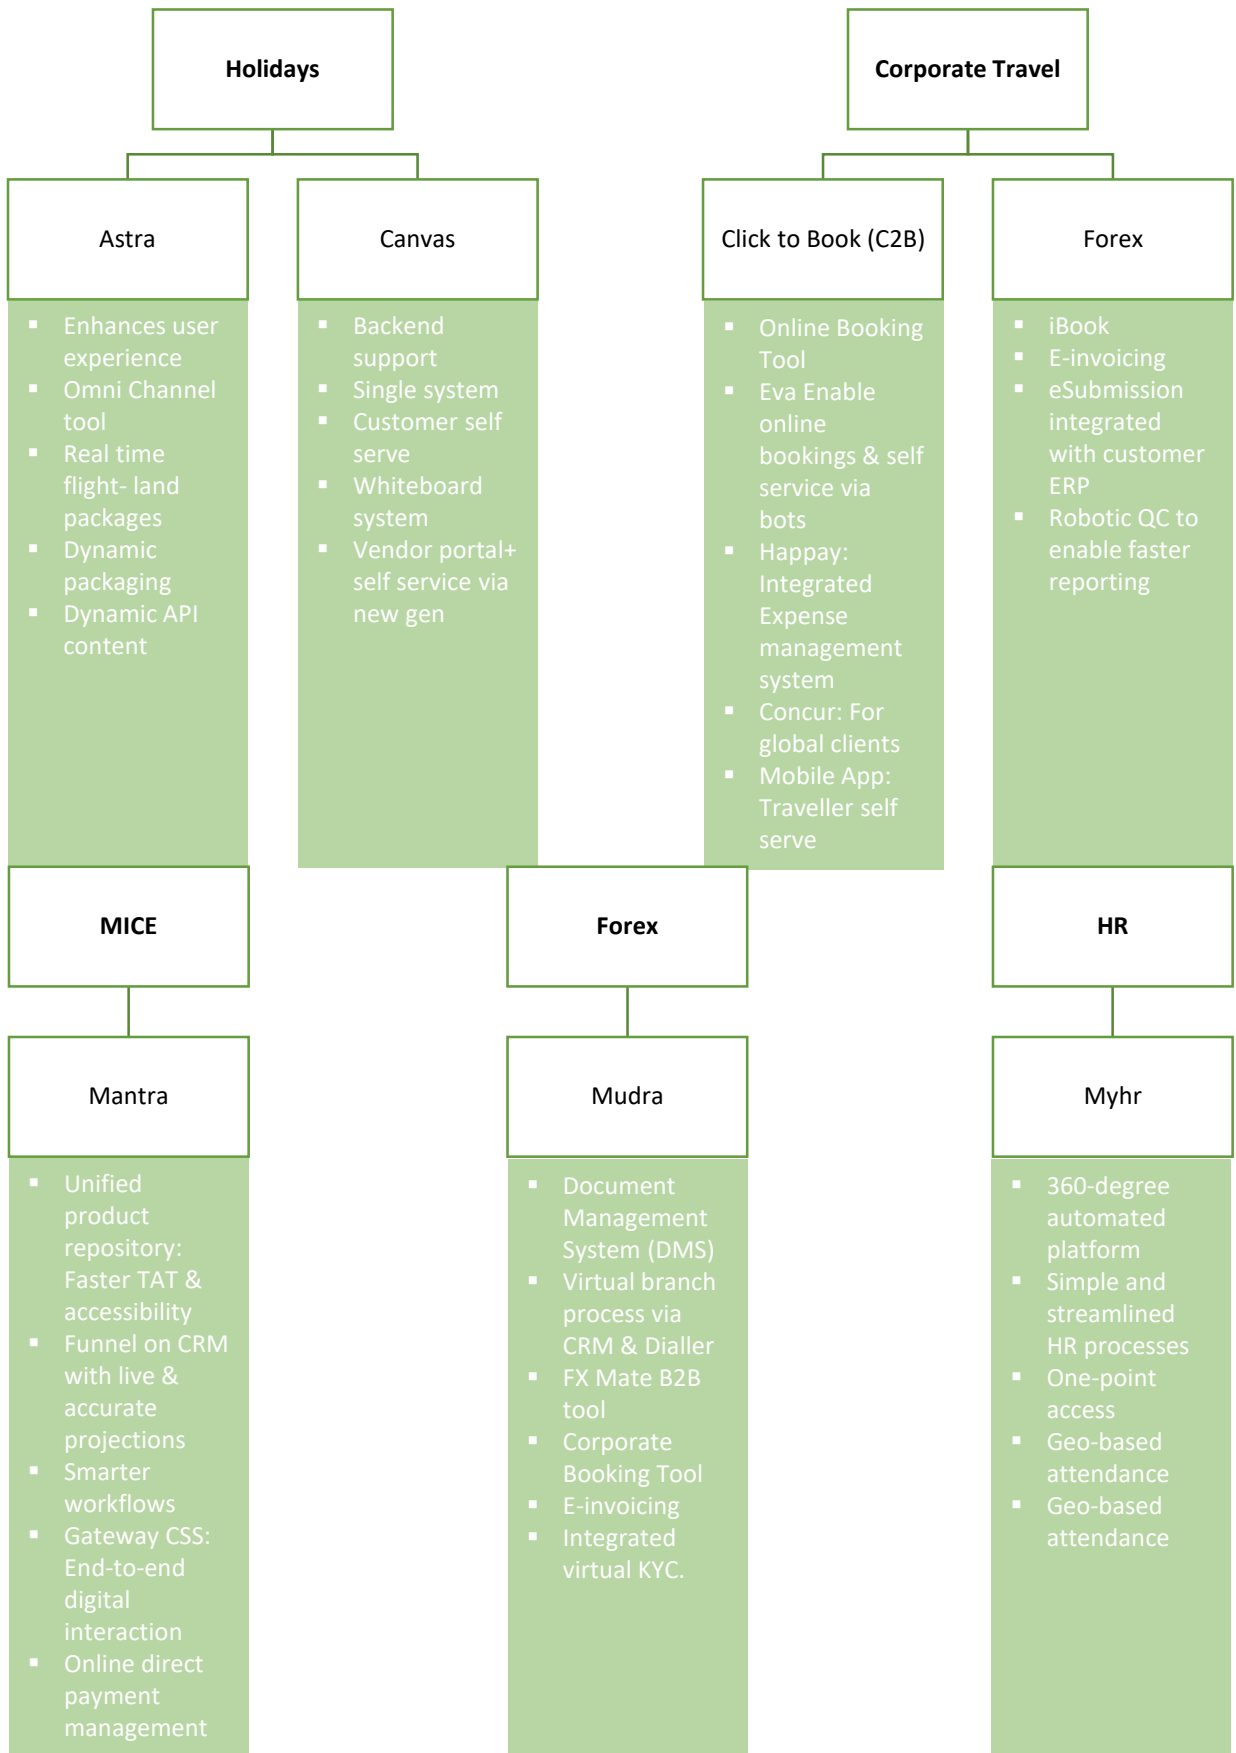 Holidays
Corporate Travel
Astra
Canvas
Click to Book (C2B)
Forex
▪ Enhances user
experience
▪ Omni Channel
tool
▪ Real time
flight- land
packages
▪ Dynamic
packaging
▪ Dynamic API
content
▪ Backend
support
▪ Single system
▪ Customer self
serve
▪ Whiteboard
system
▪ Vendor portal+
self service via
new gen
▪ Online Booking
Tool
▪ Eva Enable
online
bookings & self
service via
bots
▪ Happay:
Integrated
Expense
management
system
▪ Concur: For
global clients
▪ Mobile App:
Traveller self
serve
▪ iBook
▪ E-invoicing
▪ eSubmission
integrated
with customer
ERP
▪ Robotic QC to
enable faster
reporting
MICE
Forex
HR
Mantra
Mudra
Myhr
▪ Unified
product
repository:
Faster TAT &
accessibility
▪ Funnel on CRM
with live &
accurate
projections
▪ Smarter
workflows
▪ Gateway CSS:
End-to-end
digital
interaction
▪ Online direct
payment
management
▪ Document
Management
System (DMS)
▪ Virtual branch
process via
CRM & Dialler
▪ FX Mate B2B
tool
▪ Corporate
Booking Tool
▪ E-invoicing
▪ Integrated
virtual KYC.
▪ 360-degree
automated
platform
▪ Simple and
streamlined
HR processes
▪ One-point
access
▪ Geo-based
attendance
▪ Geo-based
attendance